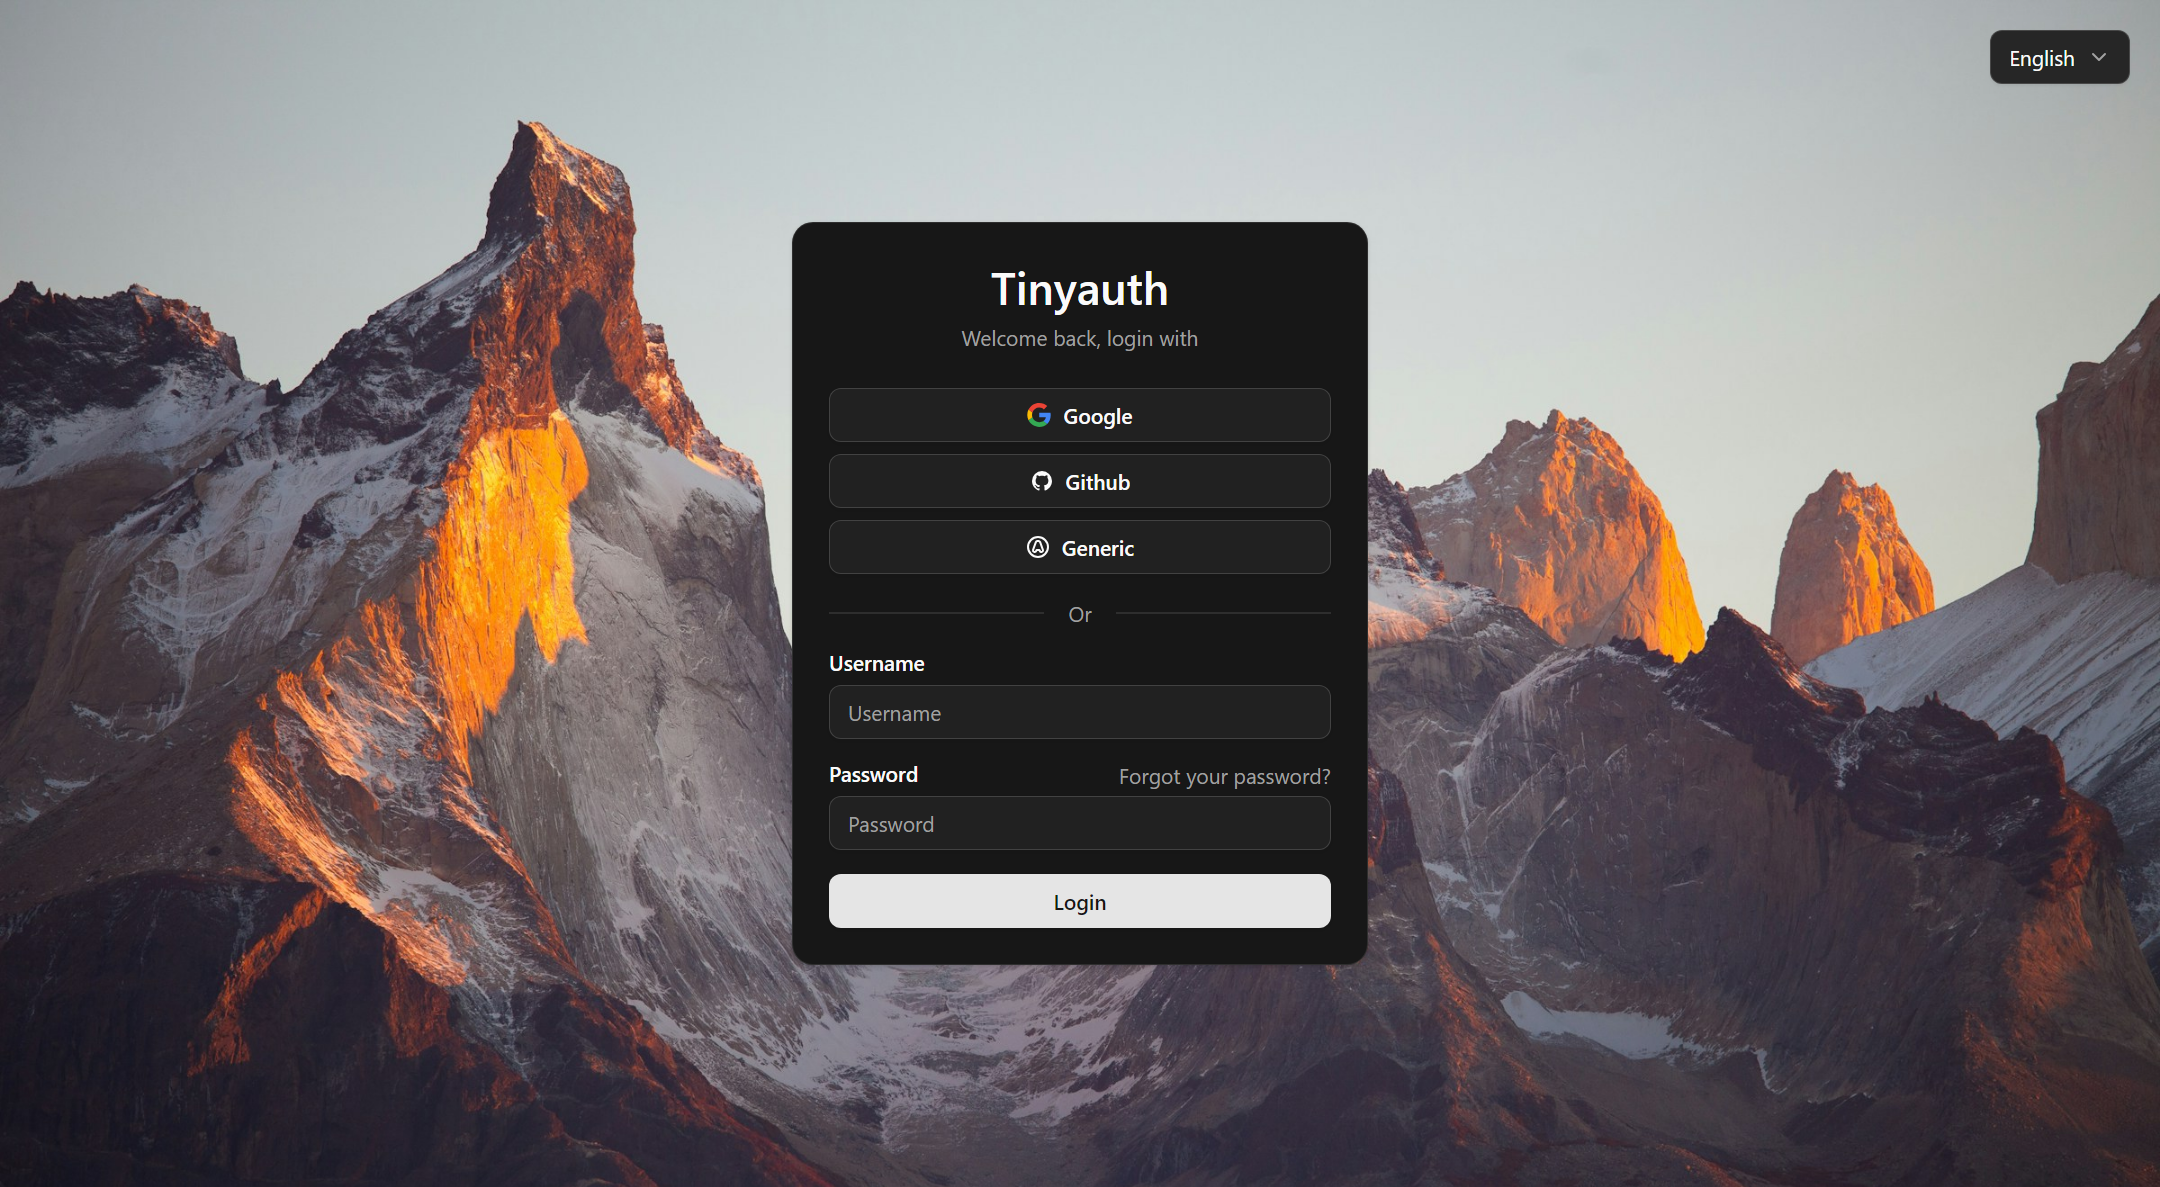 English
Tinyauth
Welcome back, login with
Google
Github
Generic
Or
Username
Username
Password
Forgot your password?
Password
Login